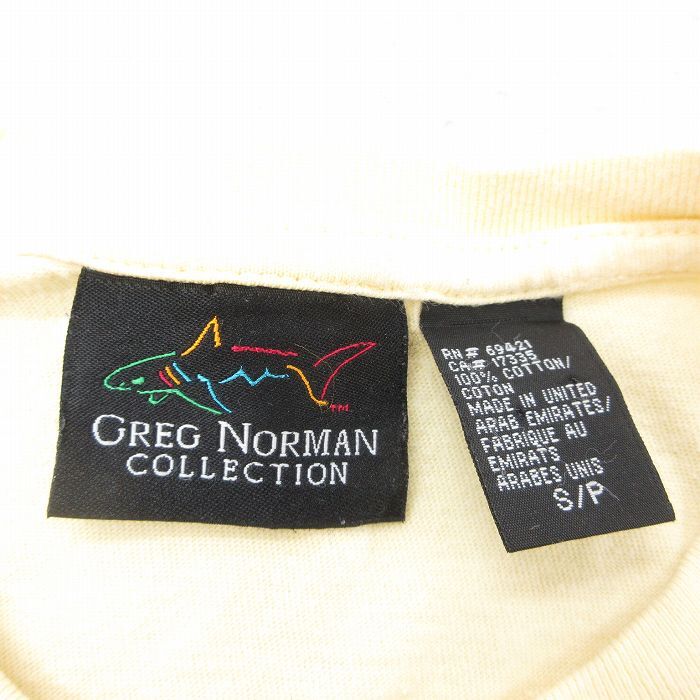 GREG NORMAN
COLLECTION
TM
RN# 69421
CA# 17335
100% COTTON/
COTON
MADE IN UNITED
ARAB EMIRATES/
FABRIQUE AU
EMIRATS
ARABES UNIS
S/P